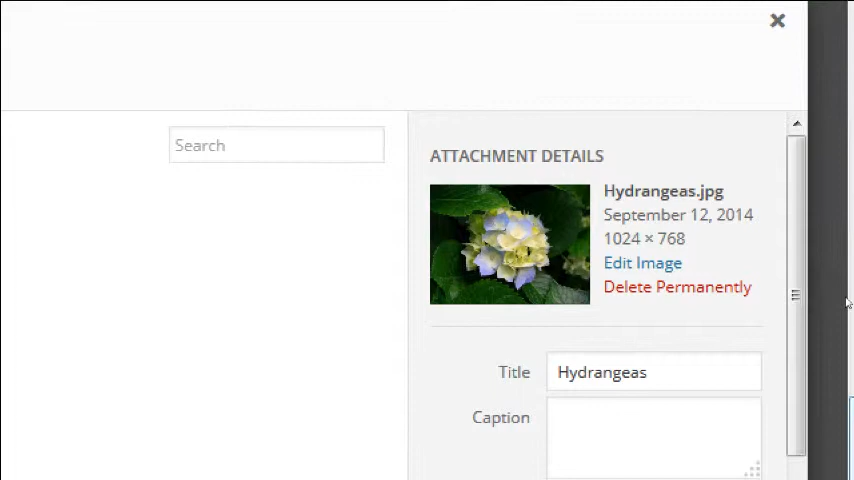 Search
ATTACHMENT DETAILS
Hydrangeas.jpg
September 12, 2014
1024 × 768
Edit Image
Delete Permanently
Title
Hydrangeas
Caption